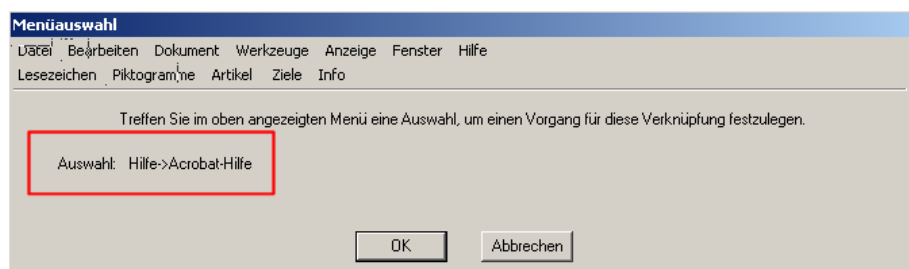 Menüauswahl
Datei Bearbeiten Dokument Werkzeuge Anzeige Fenster Hilfe
Lesezeichen Piktogramme Artikel Ziele Info
Treffen Sie im oben angezeigten Menü eine Auswahl, um einen Vorgang für diese Verknüpfung festzulegen.
Auswahl: Hilfe->Acrobat-Hilfe
OK Abbrechen